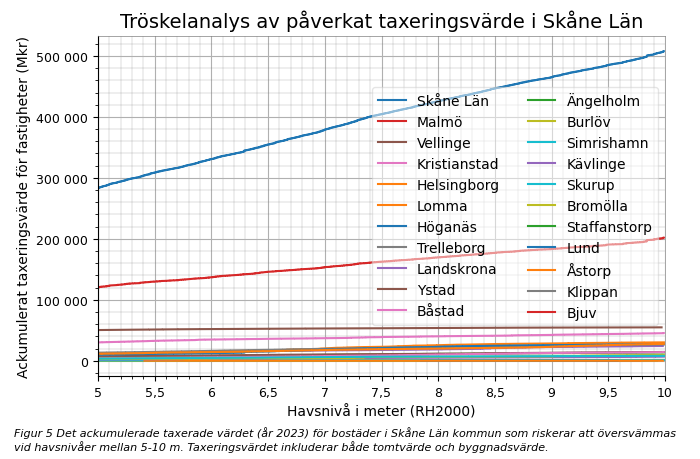 Tröskelanalys av påverkat taxeringsvärde i Skåne Län
Ackumulerat taxeringsvärde för fastigheter (Mkr)
500 000
400 000
300 000
200 000
100 000
0
Skåne Län
Malmö
Vellinge
Kristianstad
Helsingborg
Lomma
Höganäs
Trelleborg
Landskrona
Ystad
Båstad
Ängelholm
Burlöv
Simrishamn
Kävlinge
Skurup
Bromölla
Staffanstorp
Lund
Åstorp
Klippan
Bjuv
5 5,5 6 6,5 7 7,5 8 8,5 9 9,5 10
Havsnivå i meter (RH2000)
Figur 5 Det ackumulerade taxerade värdet (år 2023) för bostäder i Skåne Län kommun som riskerar att översvämmas
vid havsnivåer mellan 5-10 m. Taxeringsvärdet inkluderar både tomtvärde och byggnadsvärde.